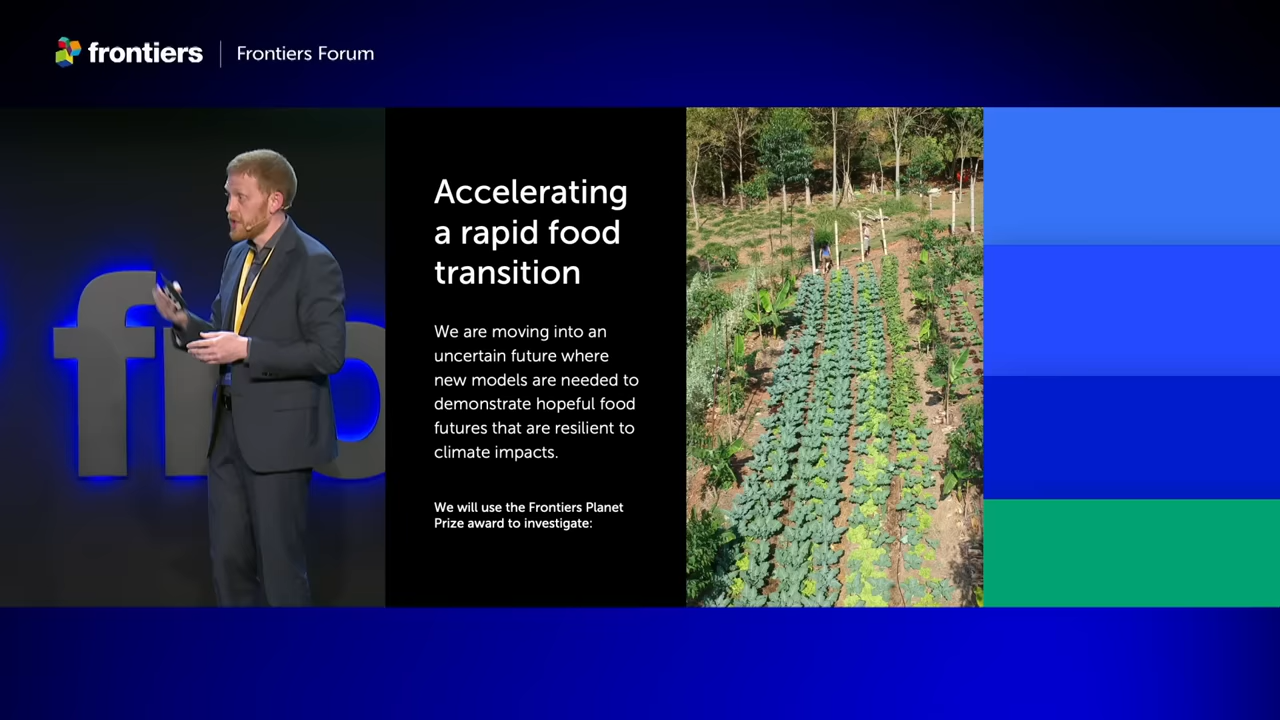 frontiers
Frontiers Forum
Accelerating
a rapid food
transition
We are moving into an
uncertain future where
new models are needed to
demonstrate hopeful food
futures that are resilient to
climate impacts.
We will use the Frontiers Planet
Prize award to investigate: